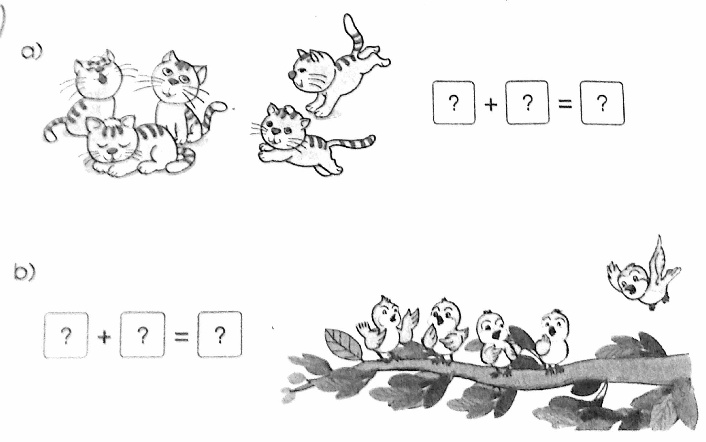 a)
? + ? = ?
b)
? + ? = ?